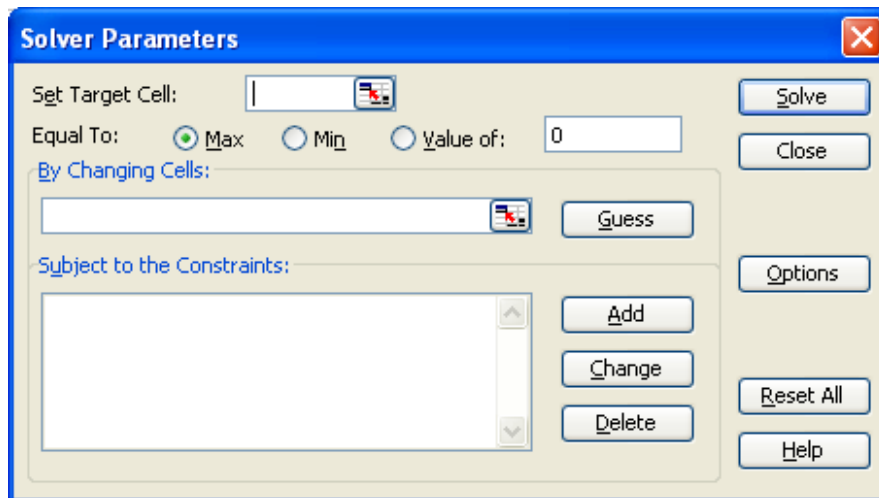 Solver Parameters
Set Target Cell:
Solve
Equal To: Max Min Value of: 0
Close
By Changing Cells:
Guess
Subject to the Constraints:
Options
Add
Change
Reset All
Delete
Help